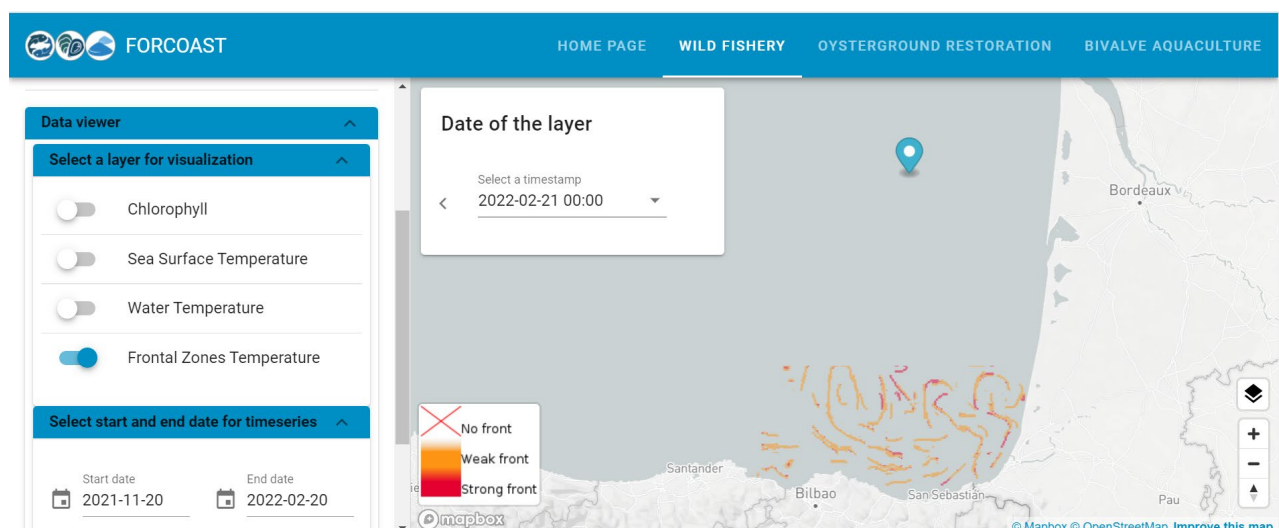 FORCOAST
HOME PAGE
WILD FISHERY
OYSTERGROUND RESTORATION
BIVALVE AQUACULTURE
Data viewer
Select a layer for visualization
Chlorophyll
Sea Surface Temperature
Water Temperature
Frontal Zones Temperature
Select start and end date for timeseries
Start date
2021-11-20
End date
2022-02-20
Date of the layer
Select a timestamp
2022-02-21 00:00
Bordeaux
No front
Weak front
Strong front
Santander
Bilbao
San Sebastián
Pau
mapbox
© Mapbox © OpenStreetMap Improve this map